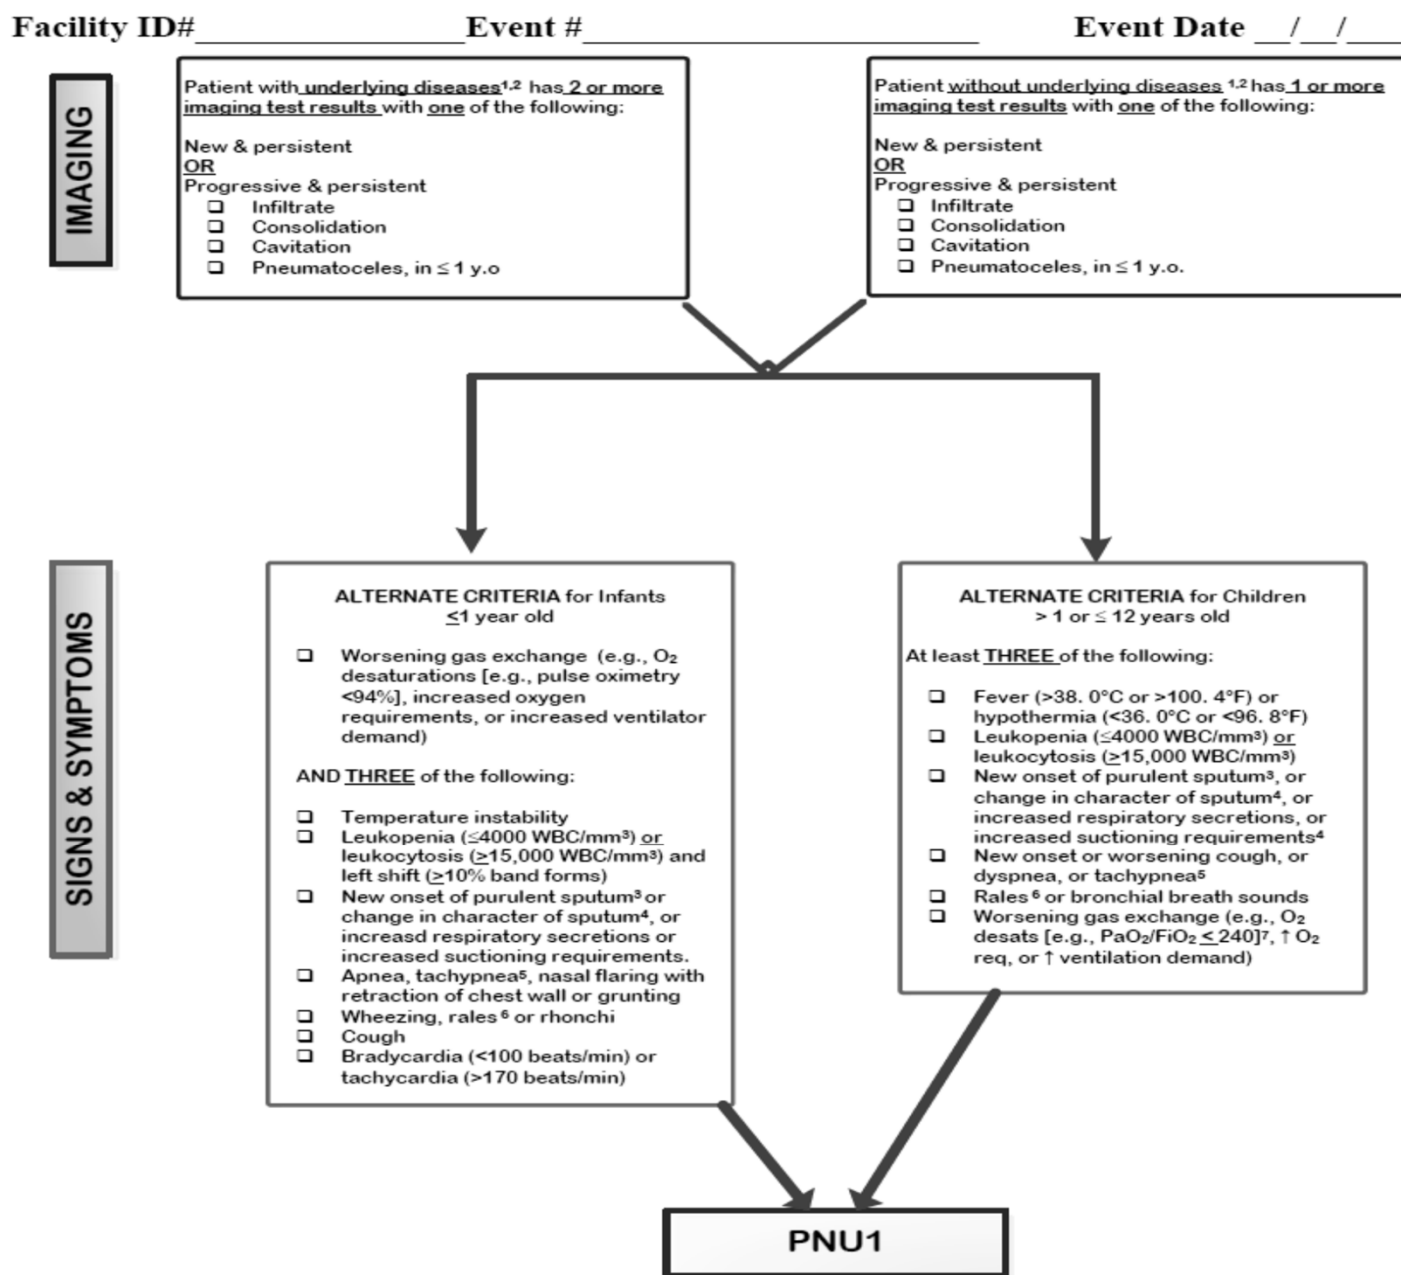 Facility ID#____________________Event #______________________________ Event Date __/__/____
IMAGING
Patient with underlying diseases1,2 has 2 or more
imaging test results with one of the following:
New & persistent
OR
Progressive & persistent
❑ Infiltrate
❑ Consolidation
❑ Cavitation
❑ Pneumatoceles, in ≤ 1 y.o
Patient without underlying diseases 1,2 has 1 or more
imaging test results with one of the following:
New & persistent
OR
Progressive & persistent
❑ Infiltrate
❑ Consolidation
❑ Cavitation
❑ Pneumatoceles, in ≤ 1 y.o.
SIGNS & SYMPTOMS
ALTERNATE CRITERIA for Infants
≤1 year old
❑ Worsening gas exchange (e.g., O2
desaturations [e.g., pulse oximetry
<94%], increased oxygen
requirements, or increased ventilator
demand)
AND THREE of the following:
❑ Temperature instability
❑ Leukopenia (≤4000 WBC/mm³) or
leukocytosis (≥15,000 WBC/mm³) and
left shift (≥10% band forms)
❑ New onset of purulent sputum³ or
change in character of sputum⁴, or
increasd respiratory secretions or
increased suctioning requirements.
❑ Apnea, tachypnea⁵, nasal flaring with
retraction of chest wall or grunting
❑ Wheezing, rales ⁶ or rhonchi
❑ Cough
❑ Bradycardia (<100 beats/min) or
tachycardia (>170 beats/min)
ALTERNATE CRITERIA for Children
> 1 or ≤ 12 years old
At least THREE of the following:
❑ Fever (>38. 0°C or >100. 4°F) or
hypothermia (<36. 0°C or <96. 8°F)
❑ Leukopenia (≤4000 WBC/mm³) or
leukocytosis (≥15,000 WBC/mm³)
❑ New onset of purulent sputum³, or
change in character of sputum⁴, or
increased respiratory secretions, or
increased suctioning requirements⁴
❑ New onset or worsening cough, or
dyspnea, or tachypnea⁵
❑ Rales ⁶ or bronchial breath sounds
❑ Worsening gas exchange (e.g., O2
desats [e.g., PaO2/FiO2 ≤240]⁷, ↑ O2
req, or ↑ ventilation demand)
PNU1